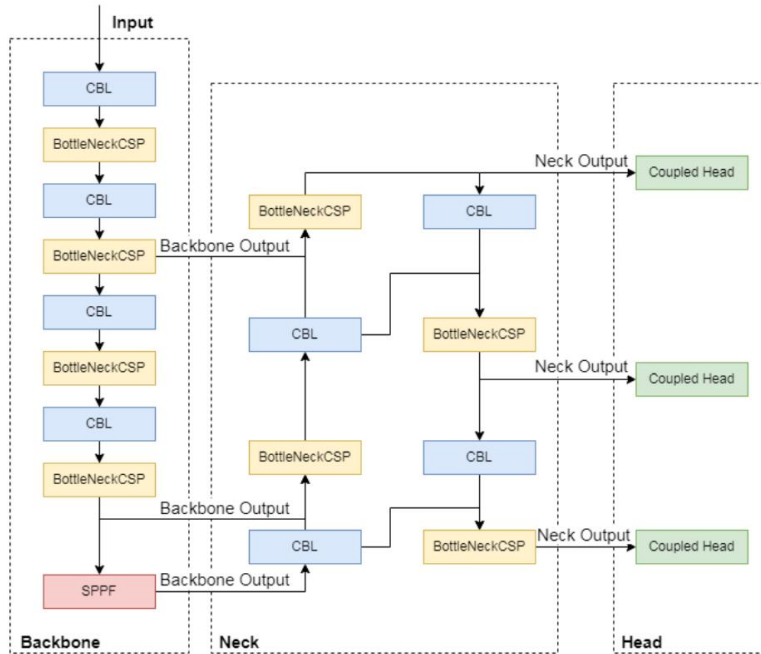 Input
CBL
BottleNeckCSP
CBL
BottleNeckCSP
CBL
BottleNeckCSP
CBL
BottleNeckCSP
SPPF
Backbone
Backbone Output
Backbone Output
Backbone Output
BottleNeckCSP
CBL
BottleNeckCSP
CBL
CBL
BottleNeckCSP
CBL
BottleNeckCSP
Neck
Neck Output
Neck Output
Neck Output
Coupled Head
Coupled Head
Coupled Head
Head